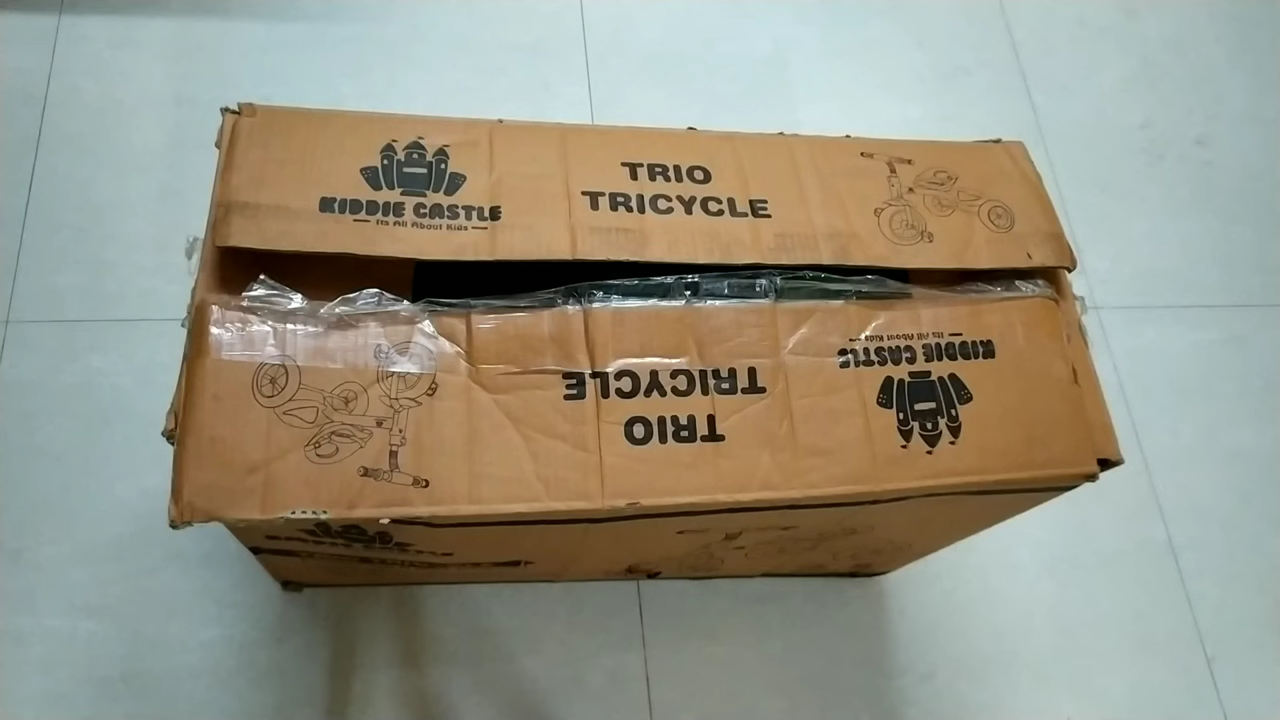 KIDDIE CASTLE
Its All About Kids
TRIO
TRICYCLE
TRIO
TRICYCLE
KIDDIE CASTLE
Its All About Kids